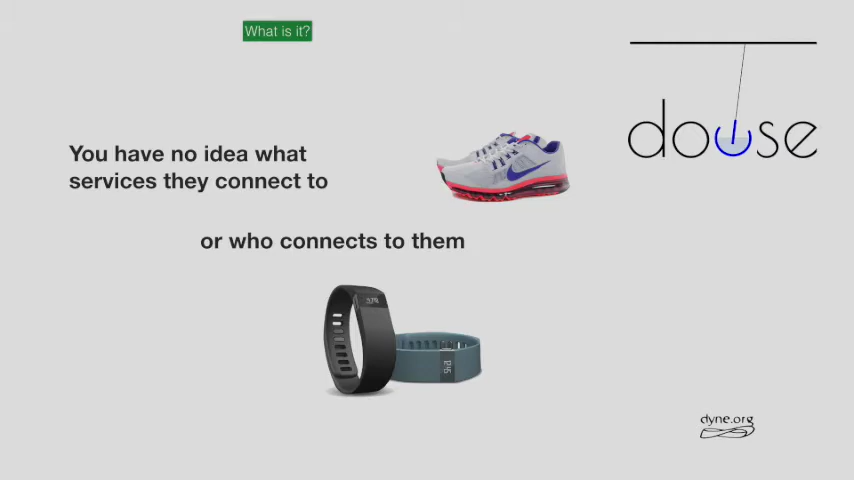 What is it?
dowse
You have no idea what
services they connect to
or who connects to them
dyne.org